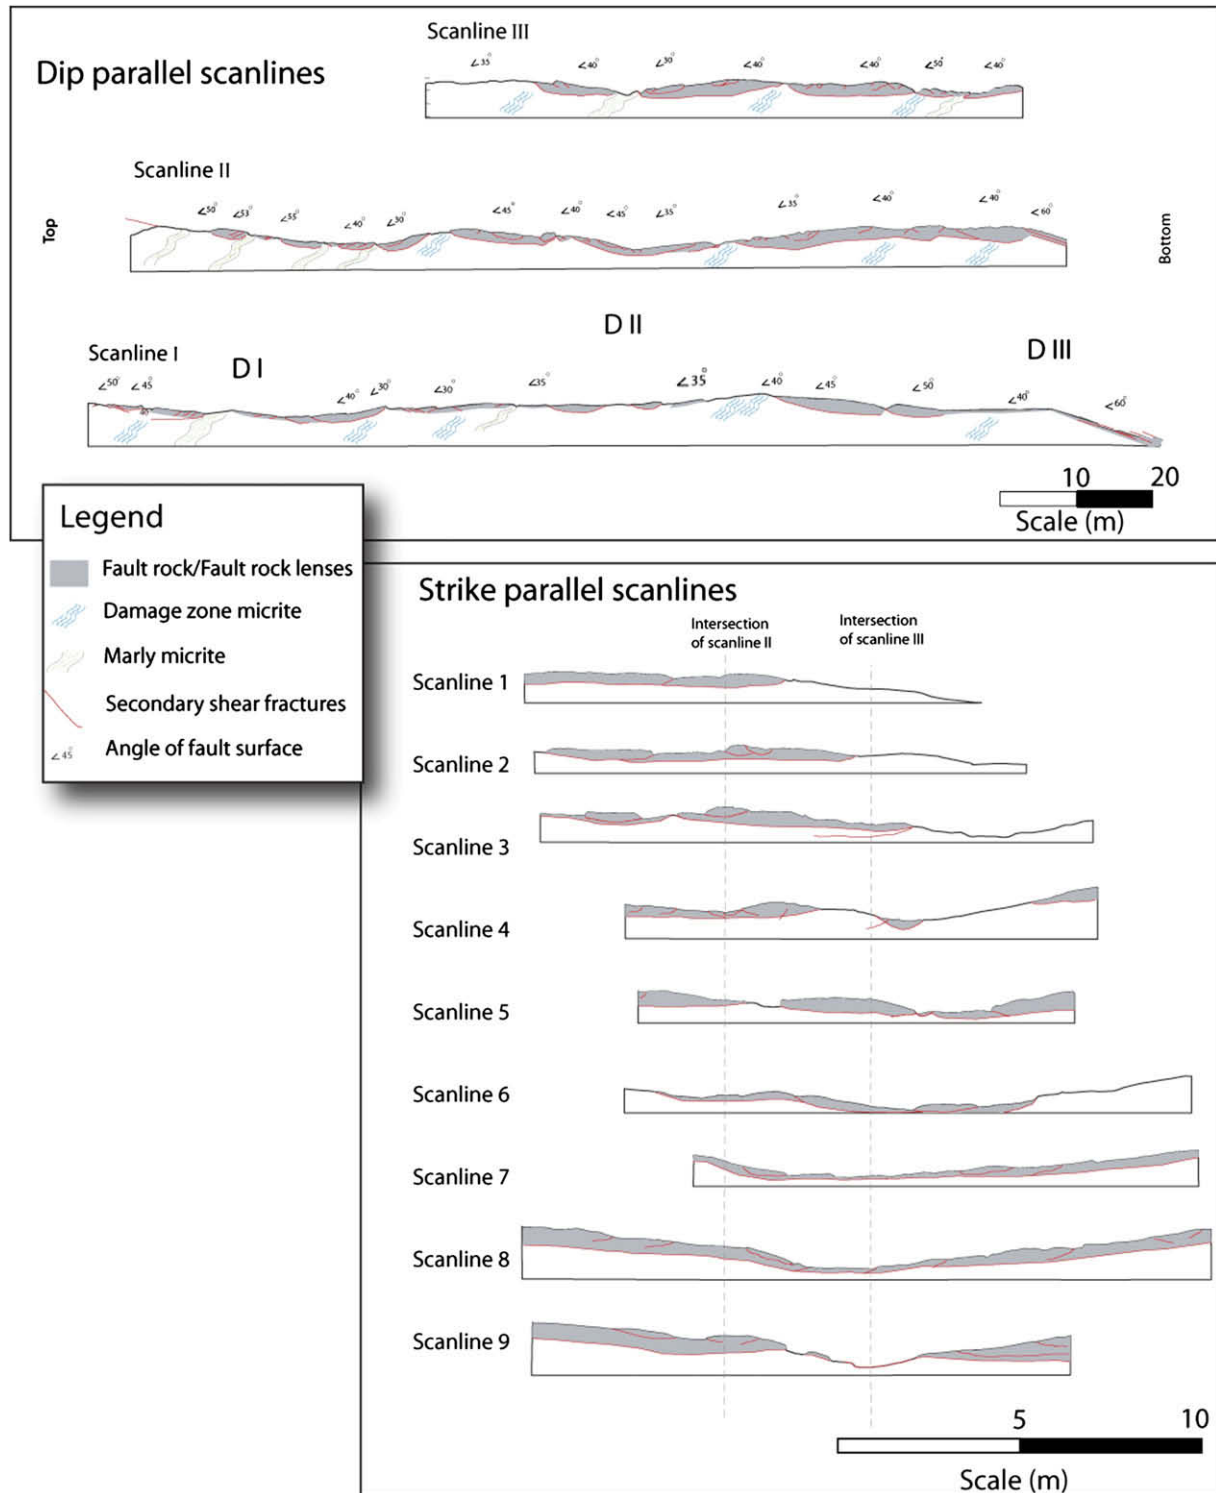 Scanline III
Dip parallel scanlines
∠35° ∠40° ∠30° ∠40° ∠40° ∠50° ∠40°
Scanline II
∠50° ∠53° ∠55° ∠40° ∠30° ∠45° ∠40° ∠45° ∠35° ∠35° ∠40° ∠40° ∠60°
Top
Bottom
D I
D II
D III
Scanline I
∠50° ∠45° 40° ∠40° ∠30° ∠30° ∠35° ∠35° ∠40° ∠45° ∠50° ∠40° ∠60°
10 20
Scale (m)
Legend
Fault rock/Fault rock lenses
Damage zone micrite
Marly micrite
Secondary shear fractures
∠45° Angle of fault surface
Strike parallel scanlines
Intersection
of scanline II
Intersection
of scanline III
Scanline 1
Scanline 2
Scanline 3
Scanline 4
Scanline 5
Scanline 6
Scanline 7
Scanline 8
Scanline 9
5 10
Scale (m)